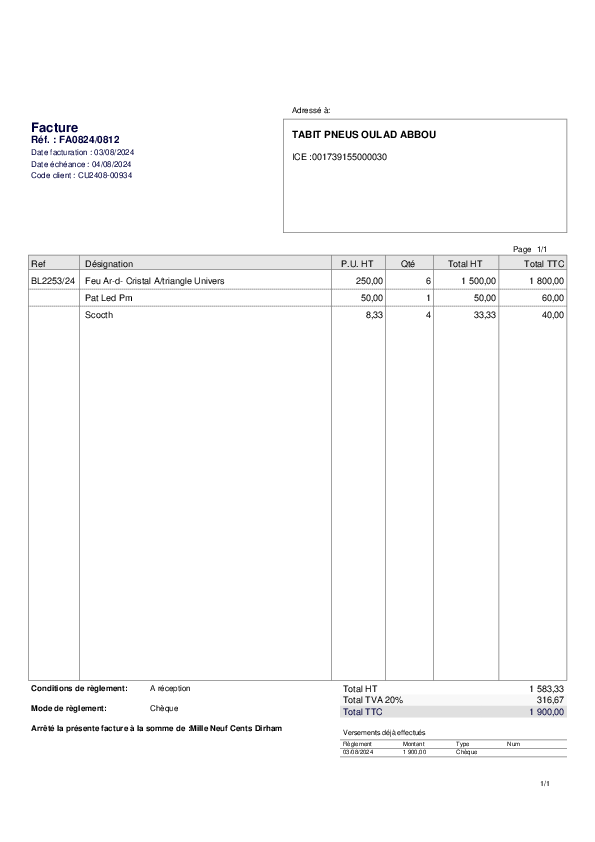 Adressé à:
Facture
Réf. : FA0824/0812
Date facturation : 03/08/2024
Date échéance : 04/08/2024
Code client : CU2408-00934
TABIT PNEUS OULAD ABBOU
ICE :001739155000030
Page 1/1
Ref Désignation P.U. HT Qté Total HT Total TTC
BL2253/24 Feu Ar-d- Cristal A/triangle Univers 250,00 6 1 500,00 1 800,00
Pat Led Pm 50,00 1 50,00 60,00
Scocth 8,33 4 33,33 40,00
Conditions de règlement: A réception
Mode de règlement: Chèque
Arrêté la présente facture à la somme de :Mille Neuf Cents Dirham
Total HT 1 583,33
Total TVA 20% 316,67
Total TTC 1 900,00
Versements déjà effectués
Règlement Montant Type Num
03/08/2024 1 900,00 Chèque
1/1